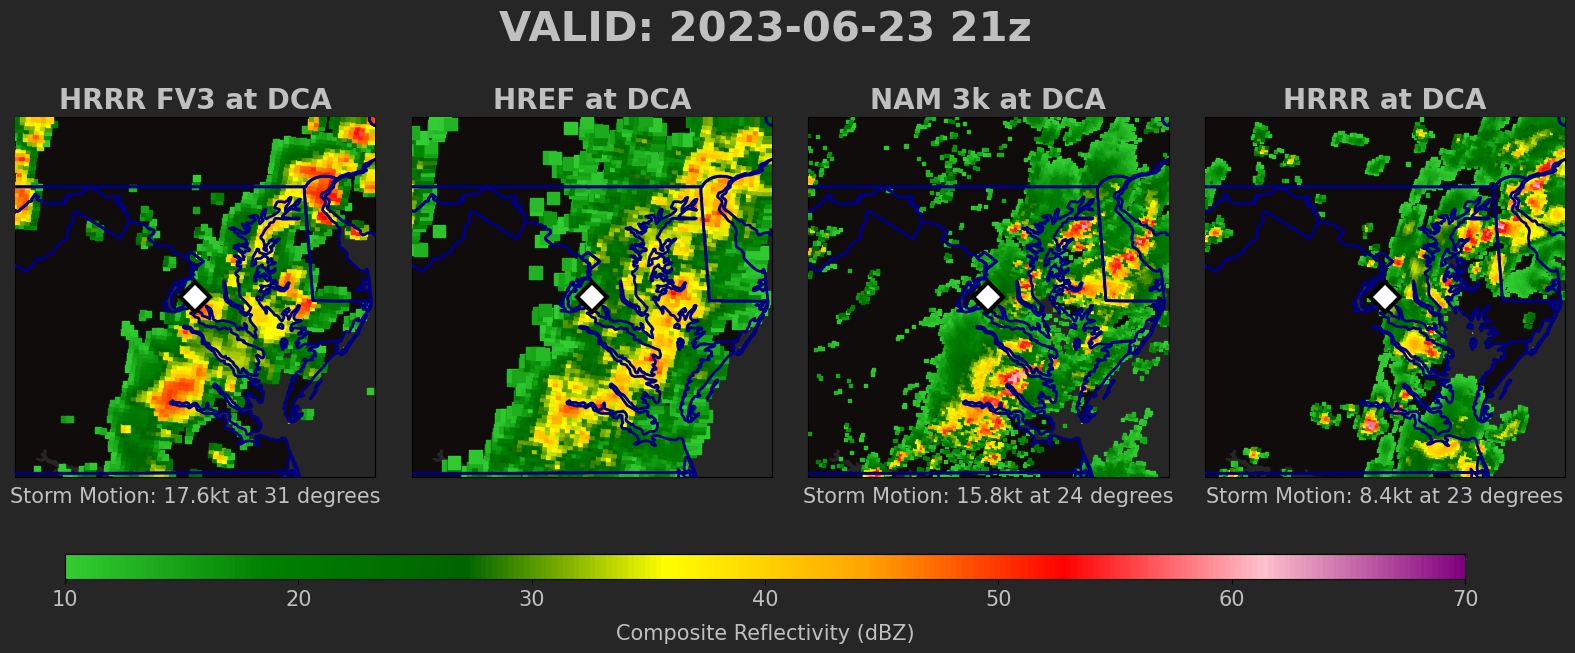 VALID: 2023-06-23 21z
HRRR FV3 at DCA
HREF at DCA
NAM 3k at DCA
HRRR at DCA
Storm Motion: 17.6kt at 31 degrees
Storm Motion: 15.8kt at 24 degrees
Storm Motion: 8.4kt at 23 degrees
10 20 30 40 50 60 70
Composite Reflectivity (dBZ)